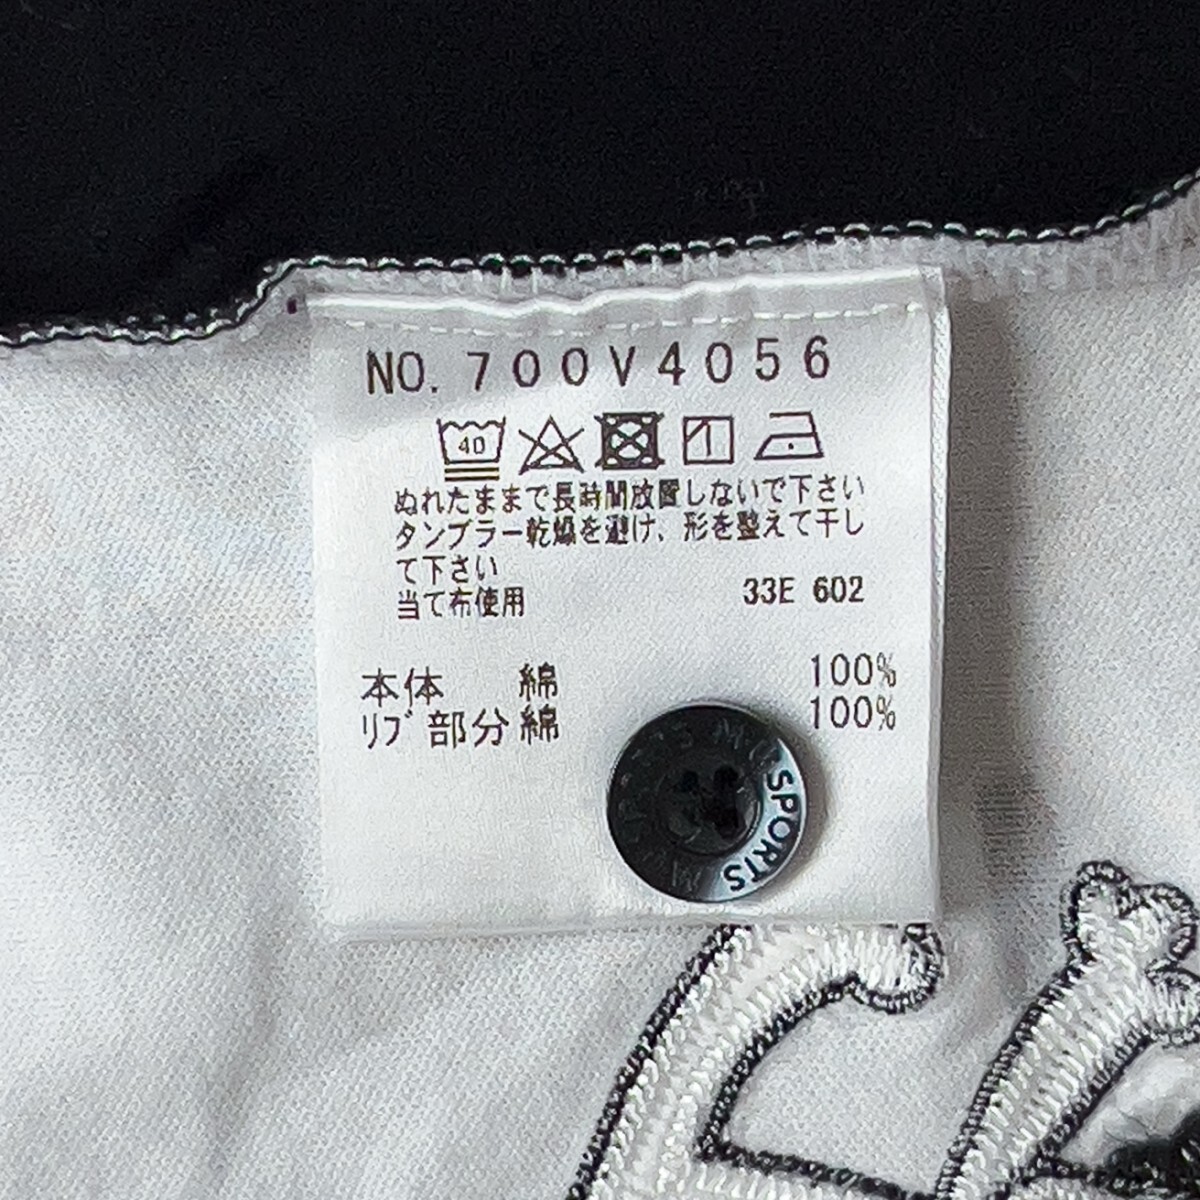 NO. 700V4056
40
ぬれたままで長時間放置しないで下さい
タンブラー乾燥を避け、形を整えて干し
て下さい
当て布使用 33E 602
本体 綿 100%
リブ部分綿 100%
SPORTS